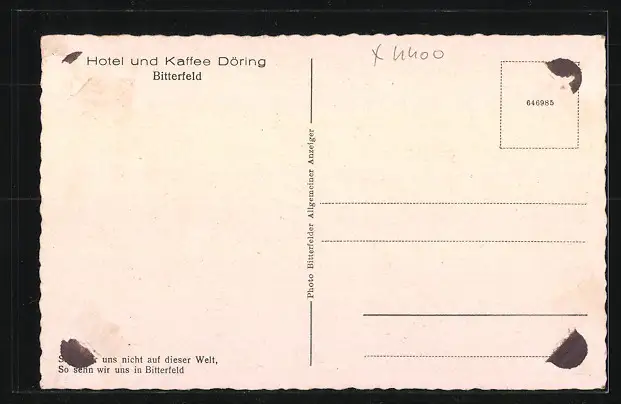 Hotel und Kaffee Döring
Bitterfeld
x 4400
646985
Photo Bitterfelder Allgemeiner Anzeiger
uns nicht auf dieser Welt,
So sehn wir uns in Bitterfeld